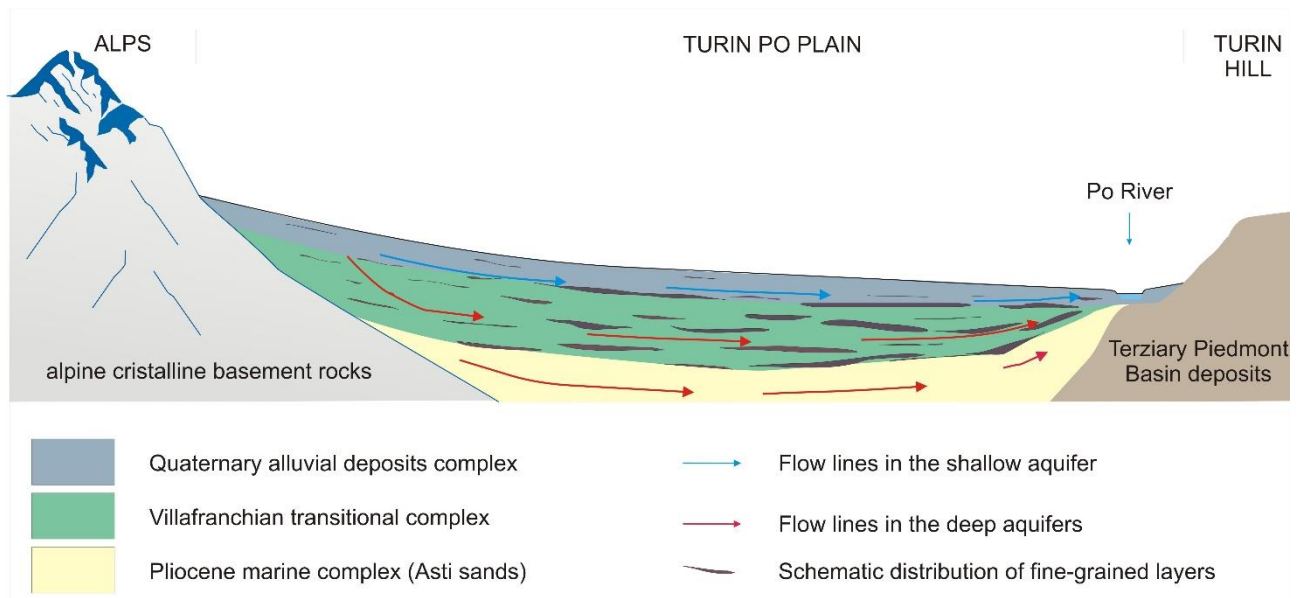 ALPS
TURIN PO PLAIN
TURIN
HILL
Po River
alpine cristalline basement rocks
Terziary Piedmont
Basin deposits
Quaternary alluvial deposits complex
Flow lines in the shallow aquifer
Villafranchian transitional complex
Flow lines in the deep aquifers
Pliocene marine complex (Asti sands)
Schematic distribution of fine-grained layers